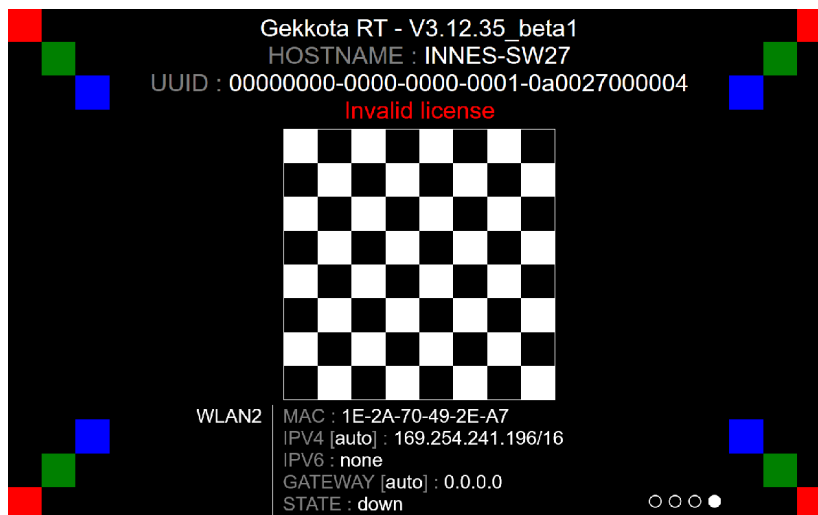 Gekkota RT - V3.12.35_beta1
HOSTNAME : INNES-SW27
UUID : 00000000-0000-0000-0001-0a0027000004
Invalid license
WLAN2
MAC : 1E-2A-70-49-2E-A7
IPV4 [auto] : 169.254.241.196/16
IPV6 : none
GATEWAY [auto] : 0.0.0.0
STATE : down